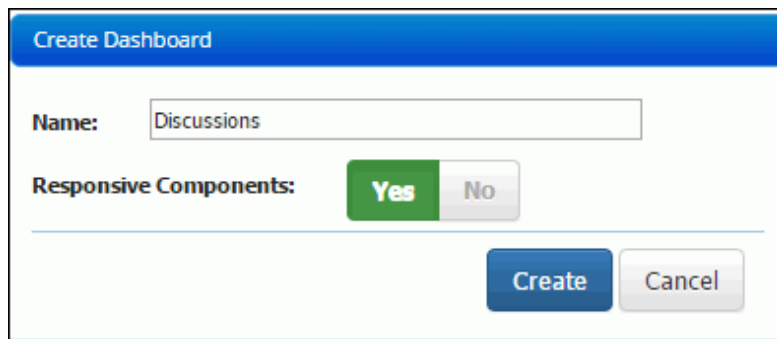 Create Dashboard
Name: Discussions
Responsive Components: Yes No
Create Cancel